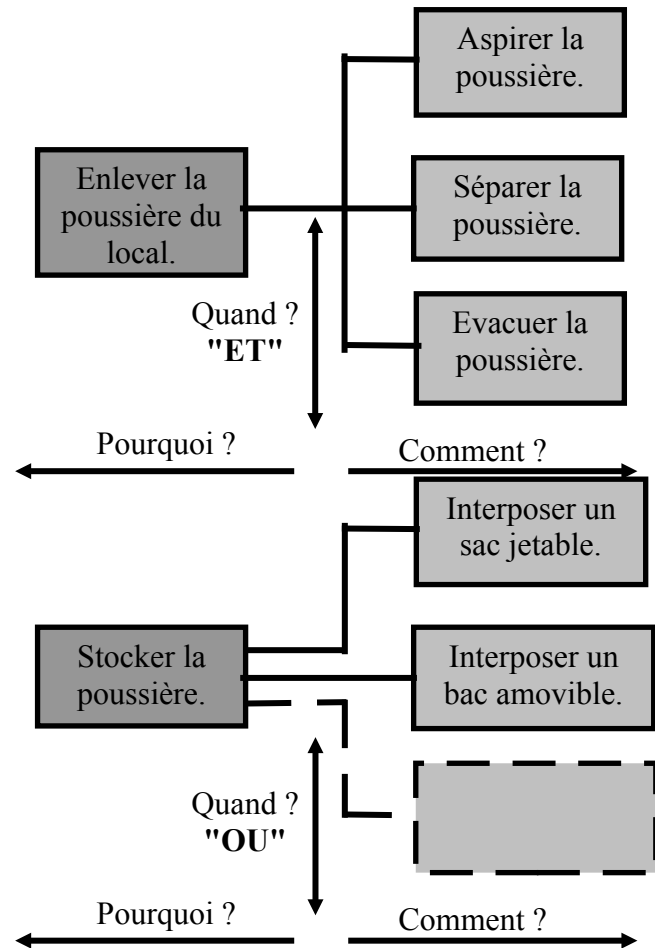 Aspirer la
poussière.
Enlever la
poussière du
local.
Séparer la
poussière.
Evacuer la
poussière.
Quand ?
"ET"
Pourquoi ?
Comment ?
Interposer un
sac jetable.
Stocker la
poussière.
Interposer un
bac amovible.
Quand ?
"OU"
Pourquoi ?
Comment ?